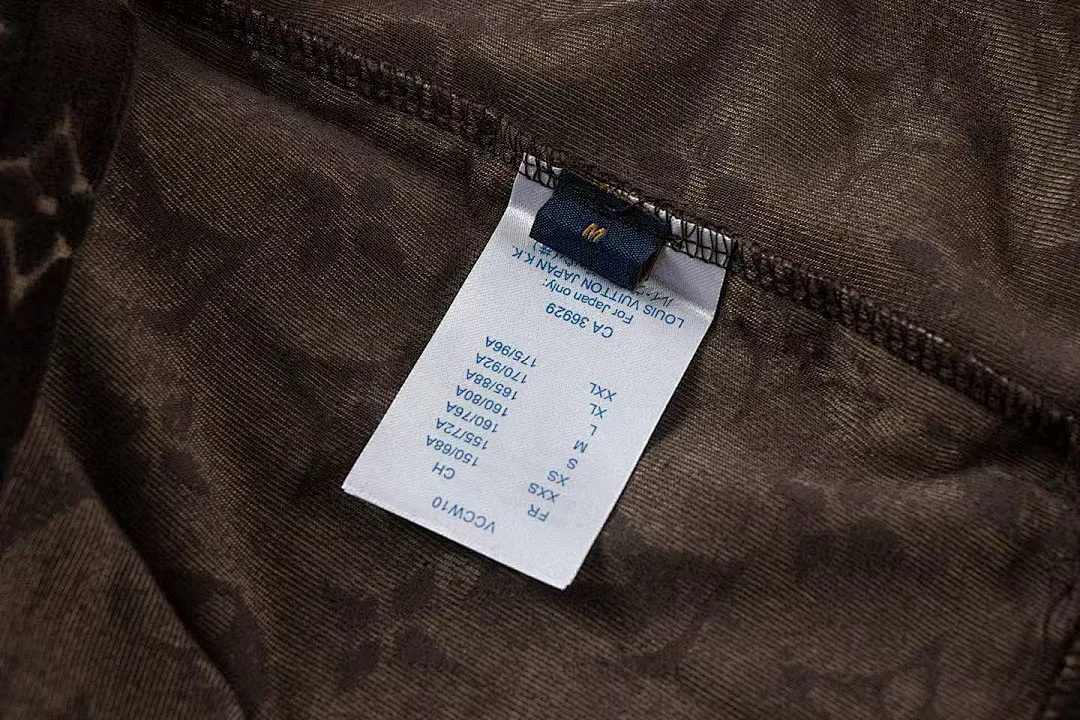 VCCW10
FR CH
XXS 150/68A
XS 155/72A
S 160/76A
M 160/80A
L 165/88A
XL 170/92A
XXL 175/96A
CA 36929
For Japan only:
LOUIS VUITTON JAPAN K.K.
M